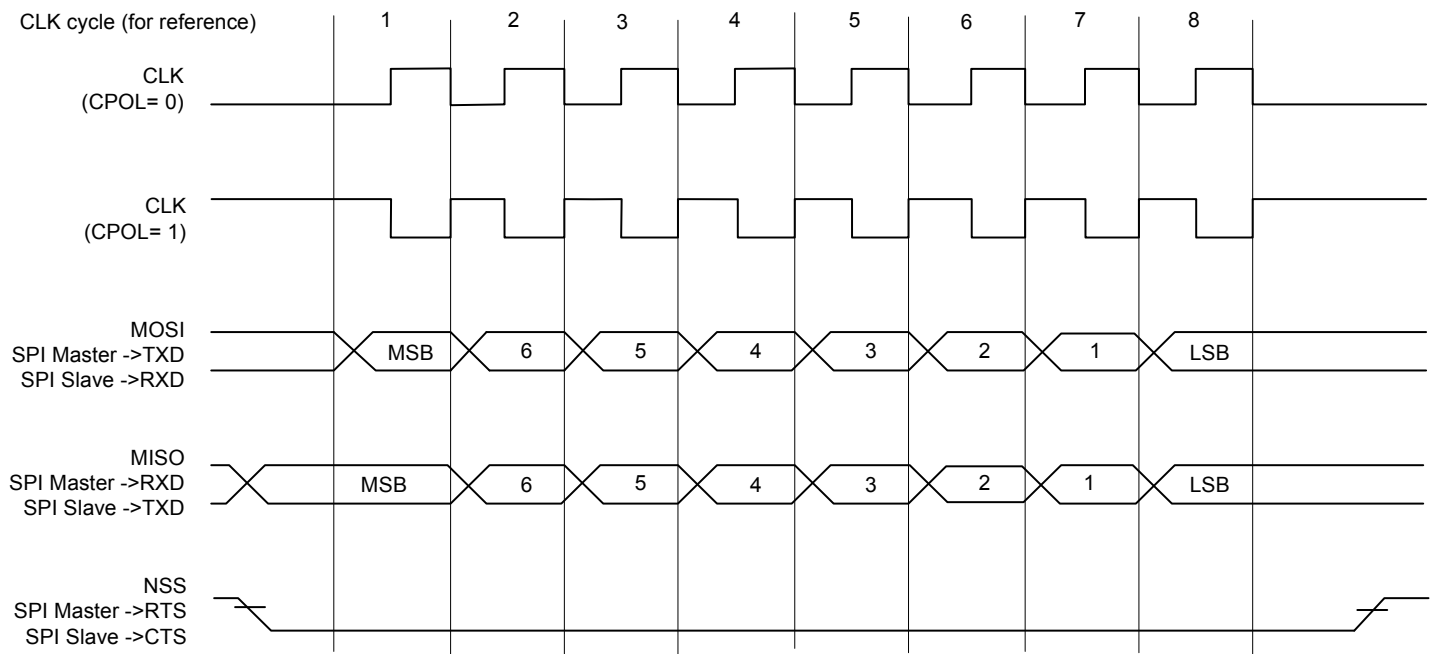 CLK cycle (for reference) 1 2 3 4 5 6 7 8
CLK
(CPOL= 0)
CLK
(CPOL= 1)
MOSI
SPI Master ->TXD
SPI Slave ->RXD
MSB 6 5 4 3 2 1 LSB
MISO
SPI Master ->RXD
SPI Slave ->TXD
MSB 6 5 4 3 2 1 LSB
NSS
SPI Master ->RTS
SPI Slave ->CTS